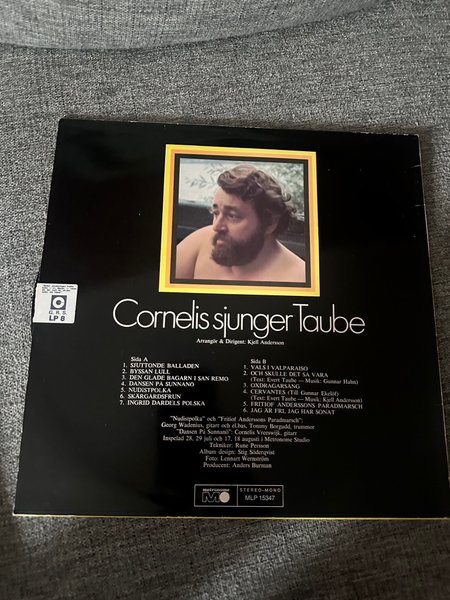 Cornelis sjunger Taube
Arrangör & Dirigent: Kjell Andersson
Sida A
1. SJUTTONDE BALLADEN
2. BYSSAN LULL
3. DEN GLADE BAGARN I SAN REMO
4. DANSEN PÅ SUNNANÖ
5. NUDISTPOLKA
6. SKÄRGÅRDSFRUN
7. INGRID DARDELS POLSKA
Sida B
1. VALS I VALPARAISO
2. OCH SKULLE DET SÅ VARA
(Text: Evert Taube — Musik: Gunnar Hahn)
3. OXDRAGARSÅNG
4. CERVANTES (Till Gunnar Ekelöf)
(Text: Evert Taube — Musik: Kjell Andersson)
5. FRITIOF ANDERSSONS PARADMARSCH
6. JAG ÄR FRI, JAG HAR SONAT
"Nudistpolka" och "Fritiof Anderssons Paradmarsch":
Georg Wadenius, gitarr och el.bas, Tommy Borgudd, trummor
"Dansen På Sunnanö": Cornelis Vreeswijk, gitarr
Inspelad 28, 29 juli och 17, 18 augusti i Metronome Studio
Tekniker: Rune Persson
Album design: Stig Söderqvist
Foto: Lennart Wernström
Producent: Anders Burman
metronome
STEREO-MONO
MLP 15347
G.R.S.
LP 8